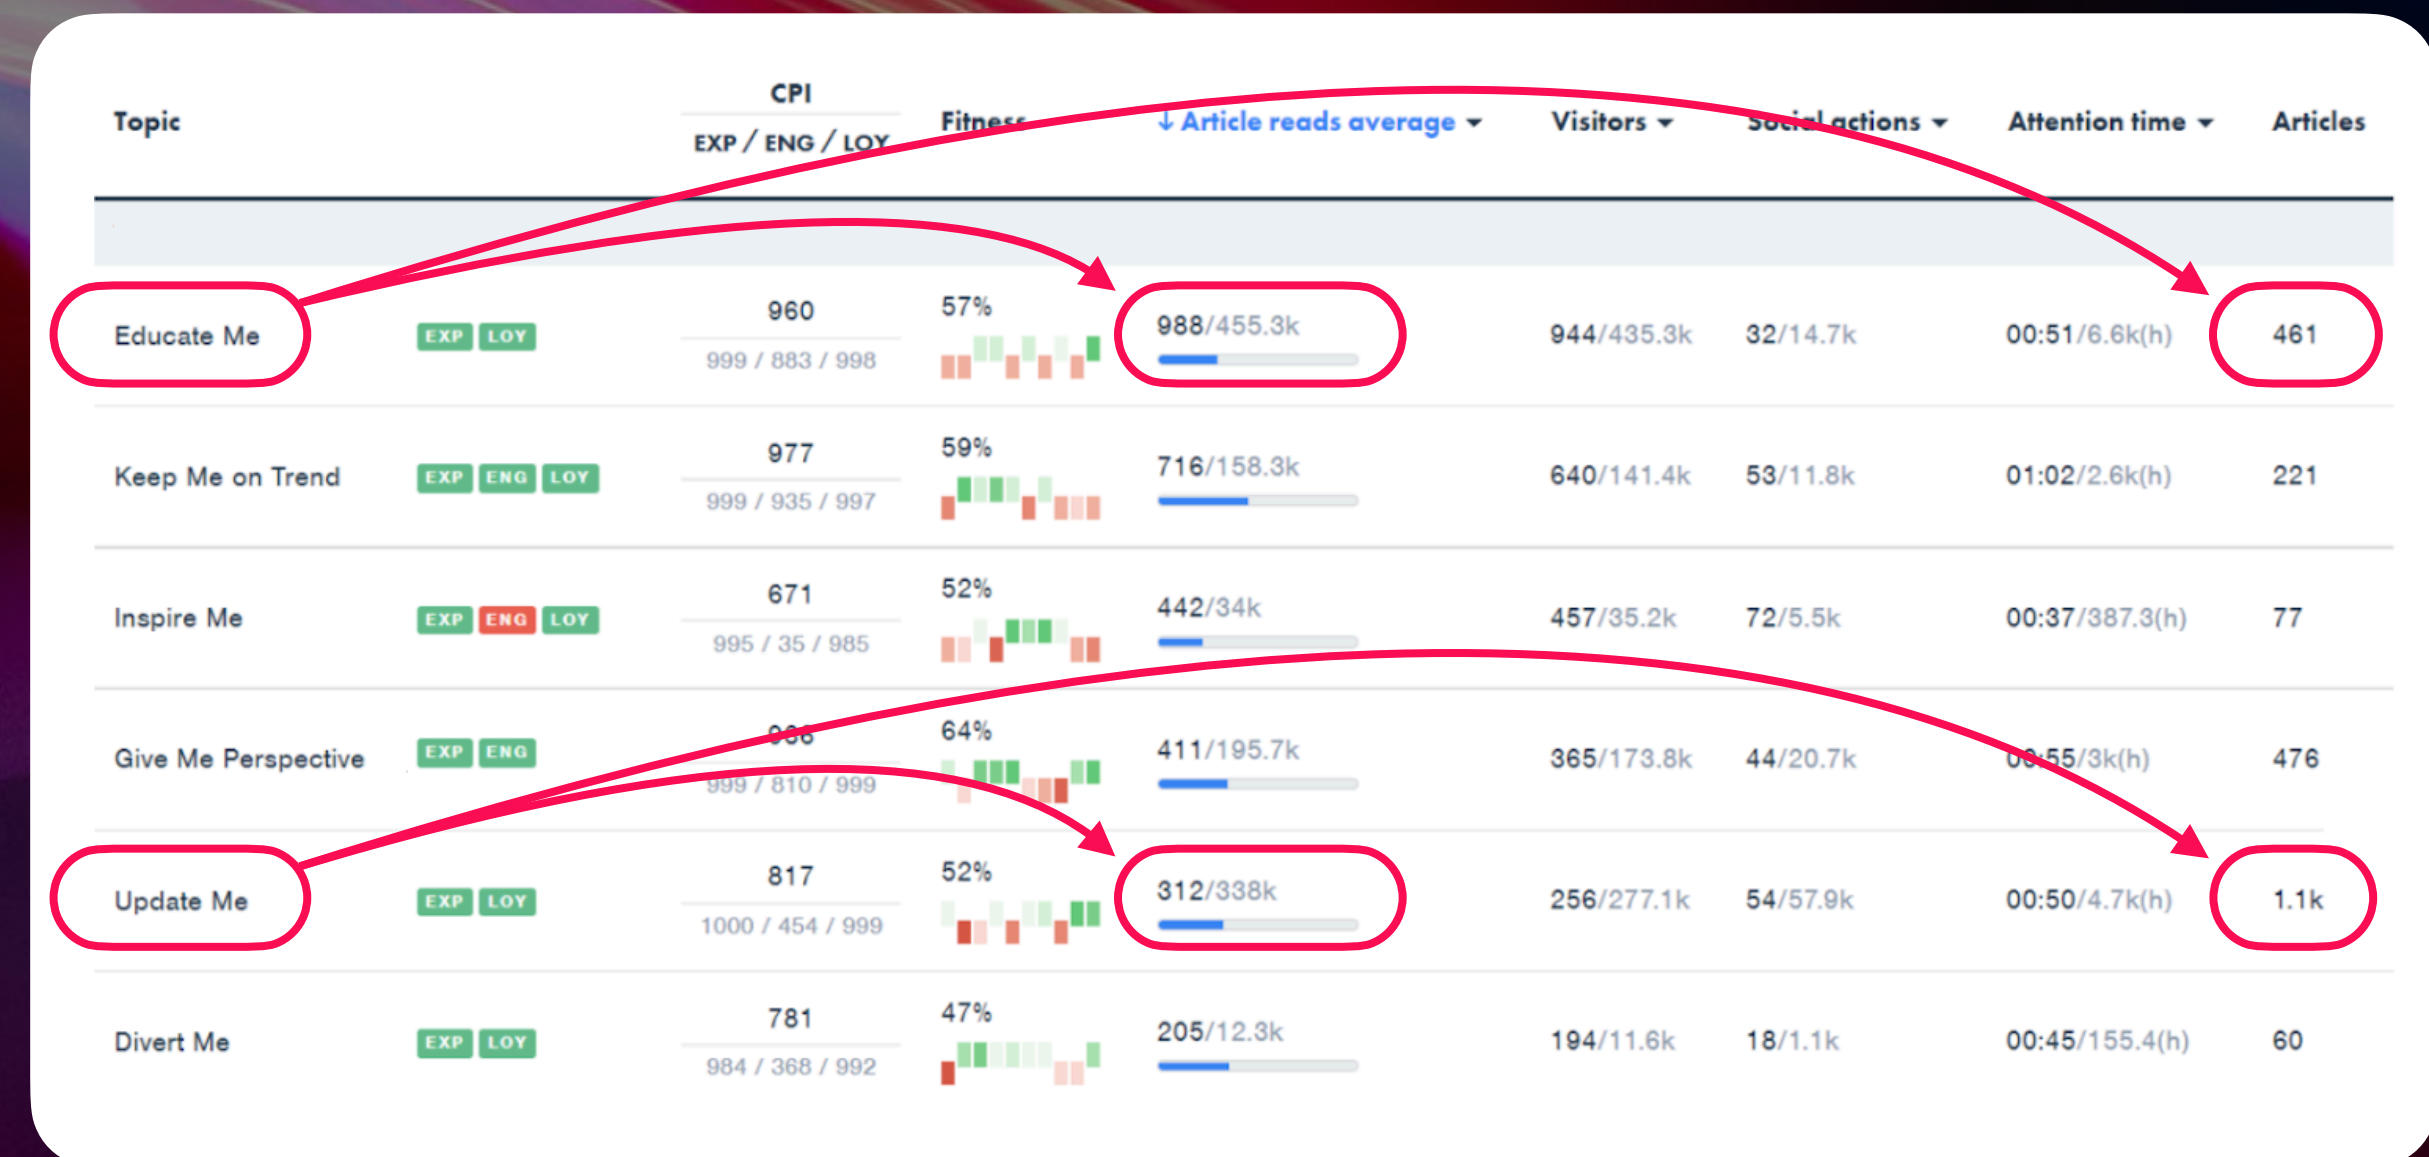 Topic
CPI
EXP / ENG / LOY
Fitness
↓ Article reads average
Visitors
Social actions
Attention time
Articles
Educate Me
EXP LOY
960
999 / 883 / 998
57%
988/455.3k
944/435.3k
32/14.7k
00:51/6.6k(h)
461
Keep Me on Trend
EXP ENG LOY
977
999 / 935 / 997
59%
716/158.3k
640/141.4k
53/11.8k
01:02/2.6k(h)
221
Inspire Me
EXP ENG LOY
671
995 / 35 / 985
52%
442/34k
457/35.2k
72/5.5k
00:37/387.3(h)
77
Give Me Perspective
EXP ENG
999 / 810 / 999
64%
411/195.7k
365/173.8k
44/20.7k
00:55/3k(h)
476
Update Me
EXP LOY
817
1000 / 454 / 999
52%
312/338k
256/277.1k
54/57.9k
00:50/4.7k(h)
1.1k
Divert Me
EXP LOY
781
984 / 368 / 992
47%
205/12.3k
194/11.6k
18/1.1k
00:45/155.4(h)
60